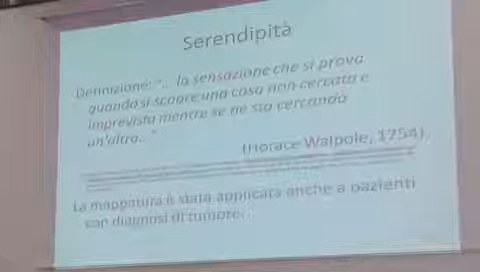 Serendipità
Definizione: "... la sensazione che si prova
quando si scopre una cosa non cercata e
imprevista mentre se ne sta cercando
un'altra..."
(Horace Walpole, 1754)
La mappatura è stata applicata anche a pazienti
con diagnosi di tumore...